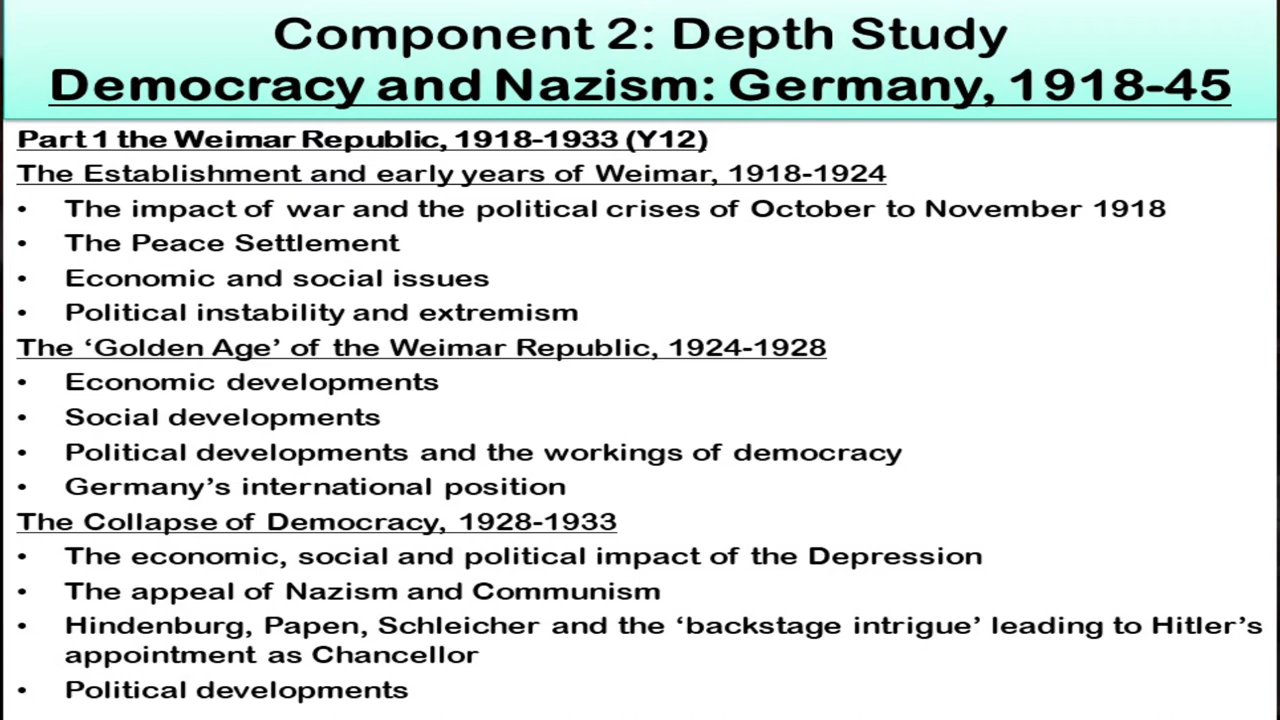 Component 2: Depth Study
Democracy and Nazism: Germany, 1918-45
Part 1 the Weimar Republic, 1918-1933 (Y12)
The Establishment and early years of Weimar, 1918-1924
• The impact of war and the political crises of October to November 1918
• The Peace Settlement
• Economic and social issues
• Political instability and extremism
The ‘Golden Age’ of the Weimar Republic, 1924-1928
• Economic developments
• Social developments
• Political developments and the workings of democracy
• Germany’s international position
The Collapse of Democracy, 1928-1933
• The economic, social and political impact of the Depression
• The appeal of Nazism and Communism
• Hindenburg, Papen, Schleicher and the ‘backstage intrigue’ leading to Hitler’s
appointment as Chancellor
• Political developments